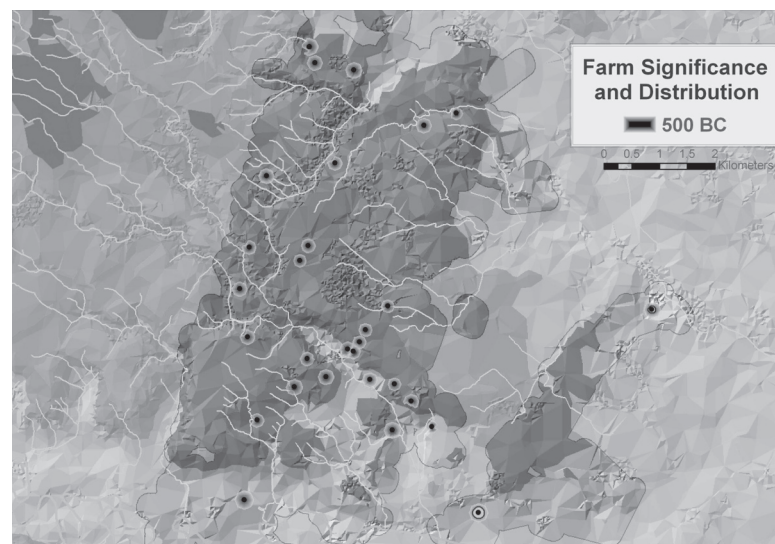 Farm Significance
and Distribution
500 BC
0 0.5 1 1.5 2
Kilometers